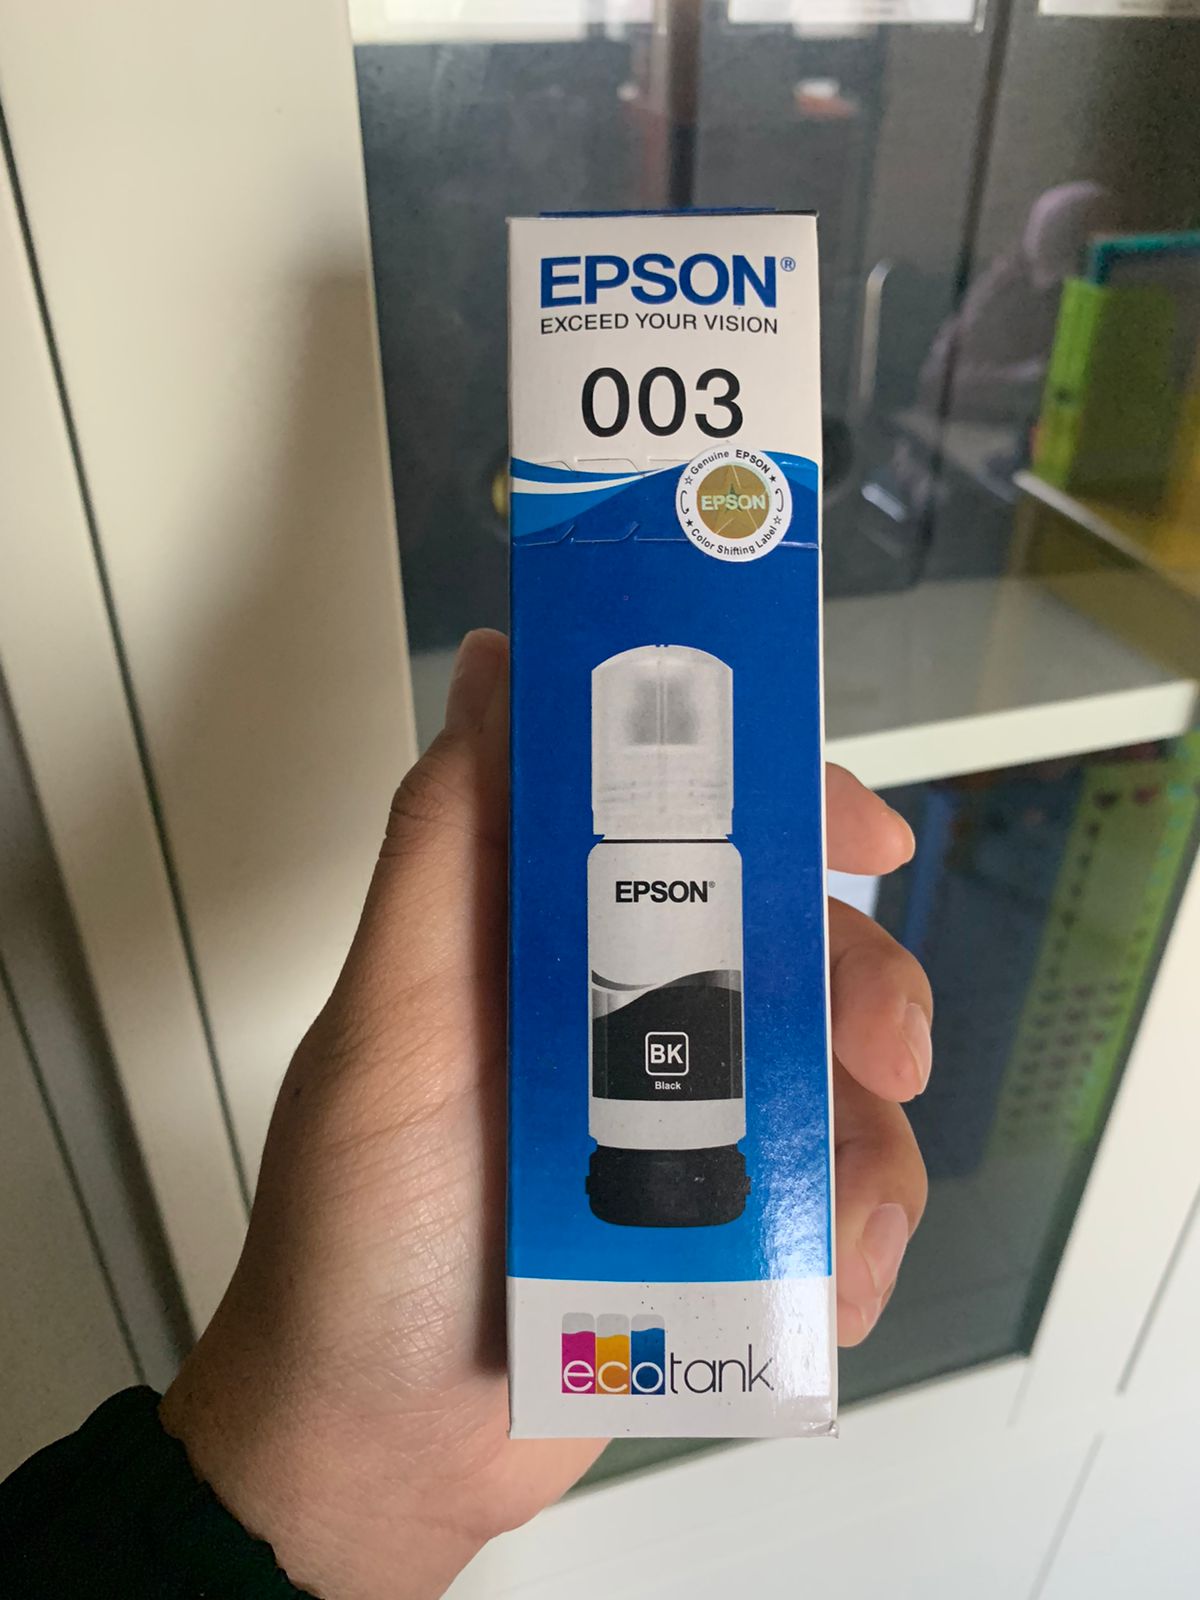 EPSON®
EXCEED YOUR VISION
003
Genuine EPSON
EPSON
Color Shifting Label
EPSON®
BK
Black
ecotank